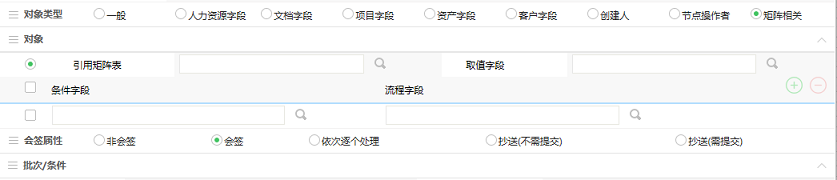 对象类型 一般 人力资源字段 文档字段 项目字段 资产字段 客户字段 创建人 节点操作者 矩阵相关
对象
引用矩阵表 取值字段
条件字段 流程字段
会签属性 非会签 会签 依次逐个处理 抄送(不需提交) 抄送(需提交)
批次/条件